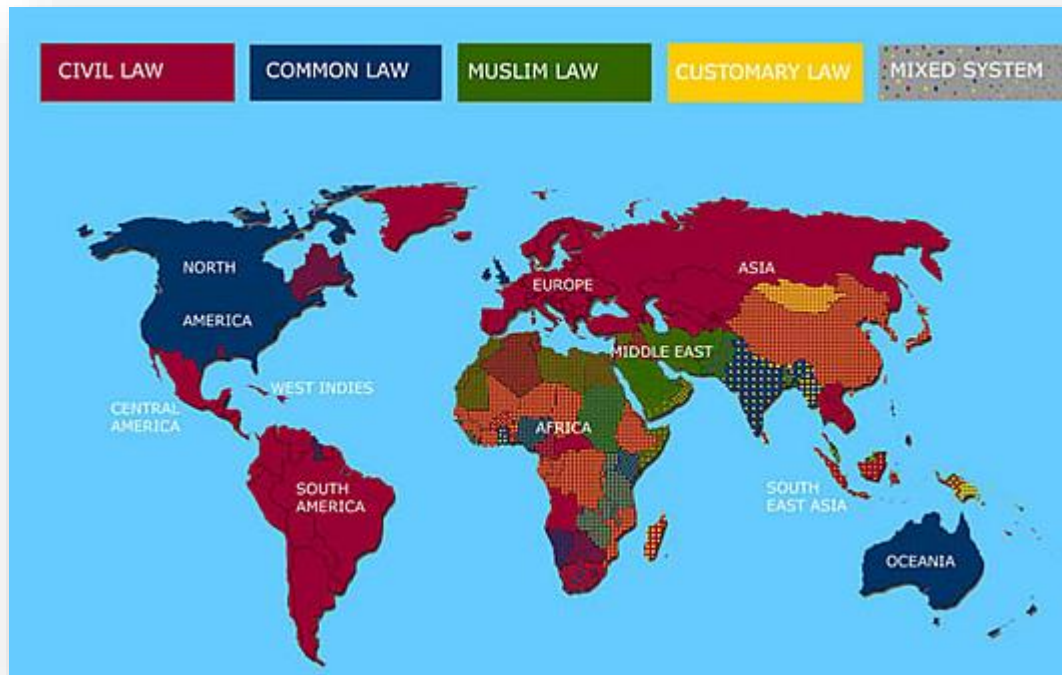 CIVIL LAW
COMMON LAW
MUSLIM LAW
CUSTOMARY LAW
MIXED SYSTEM
NORTH
AMERICA
EUROPE
ASIA
MIDDLE EAST
WEST INDIES
CENTRAL
AMERICA
AFRICA
SOUTH
AMERICA
SOUTH
EAST ASIA
OCEANIA